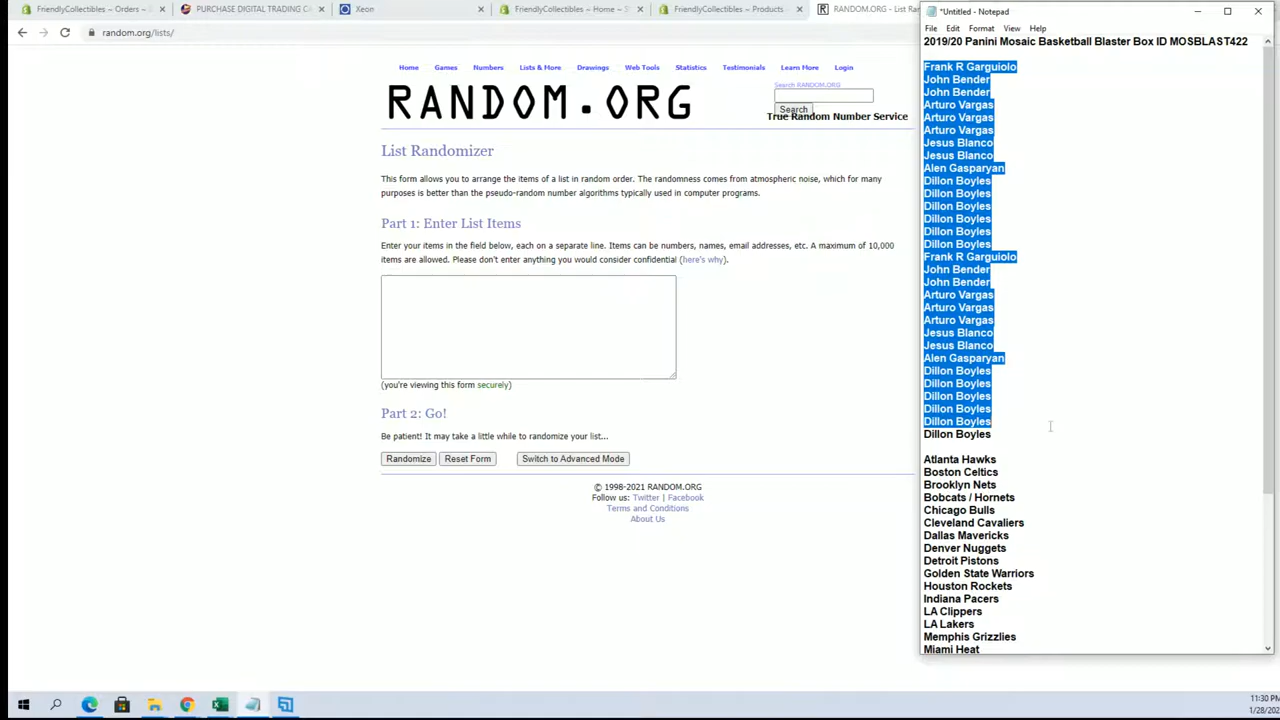 FriendlyCollectibles ~ Orders ~
PURCHASE DIGITAL TRADING C
Xeon
FriendlyCollectibles ~ Home ~
FriendlyCollectibles ~ Products ~
RANDOM.ORG - List Ra
random.org/lists/
Home Games Numbers Lists & More Drawings Web Tools Statistics Testimonials Learn More Login
Search RANDOM.ORG
RANDOM.ORG
Search
True Random Number Service
List Randomizer
This form allows you to arrange the items of a list in random order. The randomness comes from atmospheric noise, which for many
purposes is better than the pseudo-random number algorithms typically used in computer programs.
Part 1: Enter List Items
Enter your items in the field below, each on a separate line. Items can be numbers, names, email addresses, etc. A maximum of 10,000
items are allowed. Please don't enter anything you would consider confidential (here's why).
(you're viewing this form securely)
Part 2: Go!
Be patient! It may take a little while to randomize your list...
Randomize Reset Form Switch to Advanced Mode
© 1998-2021 RANDOM.ORG
Follow us: Twitter | Facebook
Terms and Conditions
About Us
*Untitled - Notepad
File Edit Format View Help
2019/20 Panini Mosaic Basketball Blaster Box ID MOSBLAST422
Frank R Garguiolo
John Bender
John Bender
Arturo Vargas
Arturo Vargas
Arturo Vargas
Jesus Blanco
Jesus Blanco
Alen Gasparyan
Dillon Boyles
Dillon Boyles
Dillon Boyles
Dillon Boyles
Dillon Boyles
Dillon Boyles
Frank R Garguiolo
John Bender
John Bender
Arturo Vargas
Arturo Vargas
Arturo Vargas
Jesus Blanco
Jesus Blanco
Alen Gasparyan
Dillon Boyles
Dillon Boyles
Dillon Boyles
Dillon Boyles
Dillon Boyles
Dillon Boyles
Atlanta Hawks
Boston Celtics
Brooklyn Nets
Bobcats / Hornets
Chicago Bulls
Cleveland Cavaliers
Dallas Mavericks
Denver Nuggets
Detroit Pistons
Golden State Warriors
Houston Rockets
Indiana Pacers
LA Clippers
LA Lakers
Memphis Grizzlies
Miami Heat
11:30 PM
1/28/202